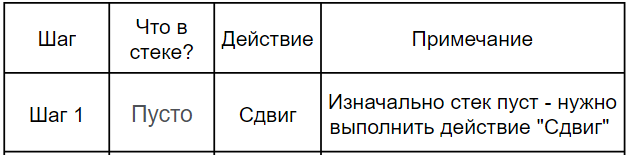 Шаг
Что в
стеке?
Действие
Примечание
Шаг 1
Пусто
Сдвиг
Изначально стек пуст - нужно
выполнить действие "Сдвиг"